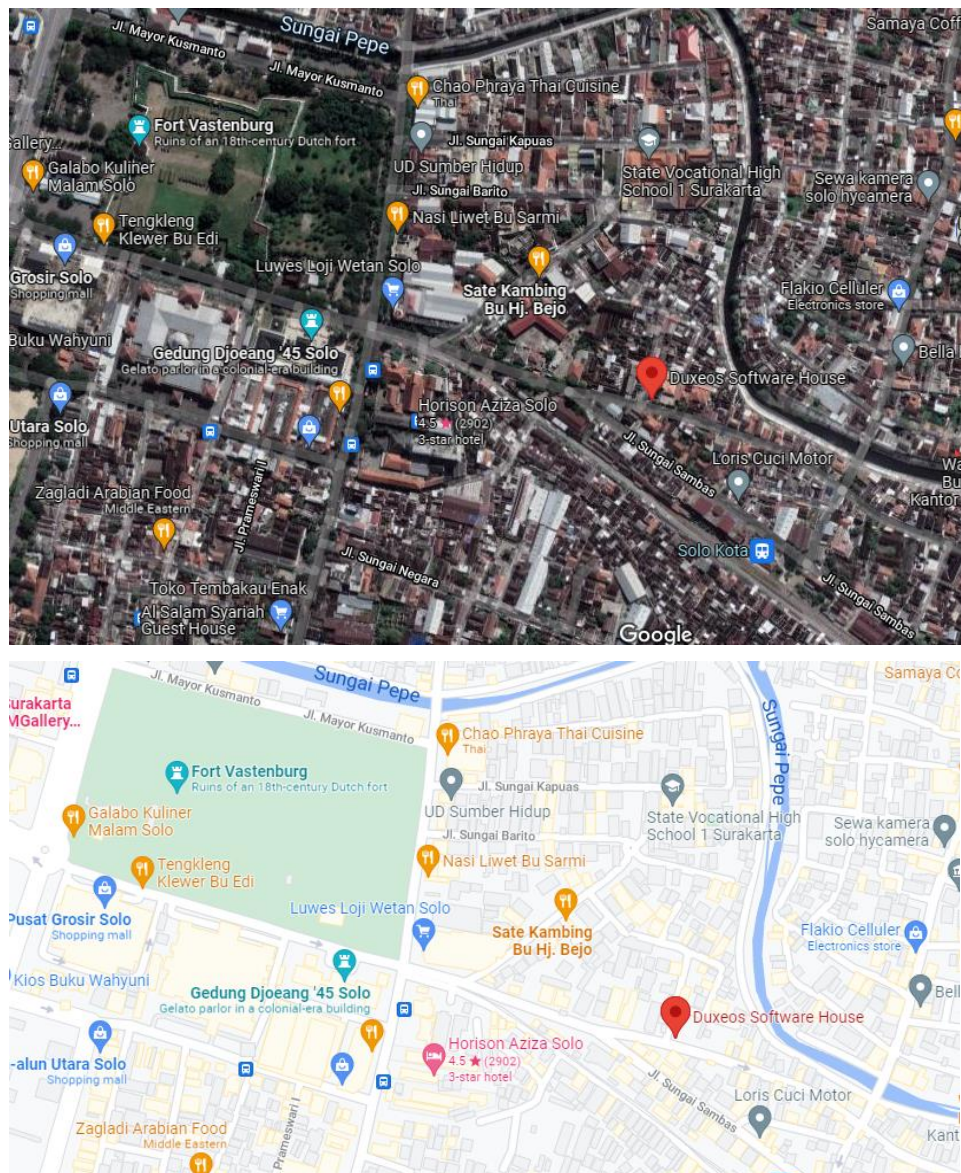 Jl. Mayor Kusmanto
Sungai Pepe
Samaya Coff
Jl. Mayor Kusmanto
Chao Phraya Thai Cuisine
Thai
Fort Vastenburg
Ruins of an 18th-century Dutch fort
Gallery...
Jl. Sungai Kapuas
UD Sumber Hidup
Galabo Kuliner
Malam Solo
State Vocational High
School 1 Surakarta
Sewa kamera
solo hycamera
Jl. Sungai Barito
Nasi Liwet Bu Sarmi
Tengkleng
Klewer Bu Edi
Luwes Loji Wetan Solo
Grosir Solo
Shopping mall
Sate Kambing
Bu Hj. Bejo
Flakio Celluler
Electronics store
Buku Wahyuni
Gedung Djoeang '45 Solo
Gelato parlor in a colonial-era
building
Bella
Duxeos Software House
Horison Aziza Solo
4.5 ★ (2902)
3-star hotel
Utara Solo
Shopping mall
Jl. Sungai Sambas
Loris Cuci Motor
Wa
Bu
Kantor
Zagladi Arabian Food
Middle Eastern
Jl. Prameswari I
Solo Kota
Jl. Sungai Negara
Toko Tembakau Enak
Al Salam Syariah
Guest House
Jl. Sungai Sambas
Google
Surakarta
MGallery...
Jl. Mayor Kusmanto
Sungai Pepe
Samaya Co
Jl. Mayor Kusmanto
Sungai Pepe
Chao Phraya Thai Cuisine
Thai
Fort Vastenburg
Ruins of an 18th-century Dutch fort
Jl. Sungai Kapuas
UD Sumber Hidup
Galabo Kuliner
Malam Solo
State Vocational High
School 1 Surakarta
Sewa kamera
solo hycamera
Jl. Sungai Barito
Nasi Liwet Bu Sarmi
Tengkleng
Klewer Bu Edi
Luwes Loji Wetan Solo
Pusat Grosir Solo
Shopping mall
Sate Kambing
Bu Hj. Bejo
Flakio Celluler
Electronics store
Kios Buku Wahyuni
Gedung Djoeang '45 Solo
Gelato parlor in a colonial-era building
Bell
Duxeos Software House
Horison Aziza Solo
4.5 ★ (2902)
3-star hotel
-alun Utara Solo
Shopping mall
Jl. Sungai Sambas
Loris Cuci Motor
Zagladi Arabian Food
Middle Eastern
Prameswari I
Kant